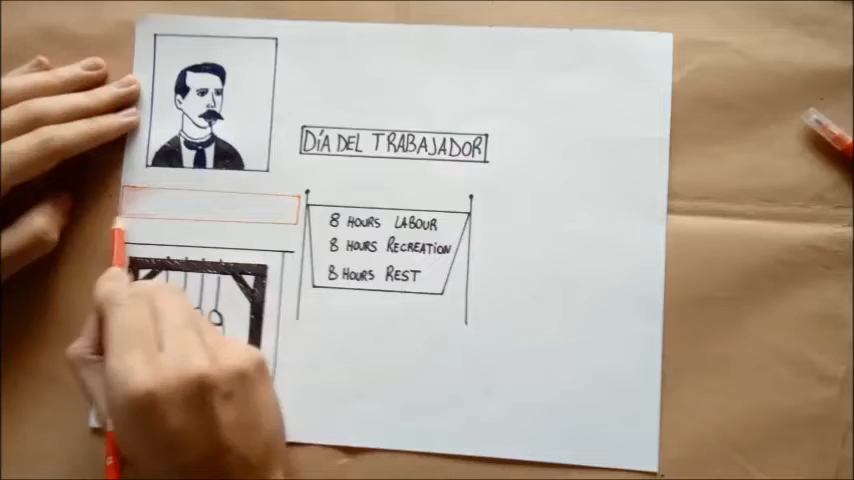 DÍA DEL TRABAJADOR
8 HOURS LABOUR
8 HOURS RECREATION
8 HOURS REST